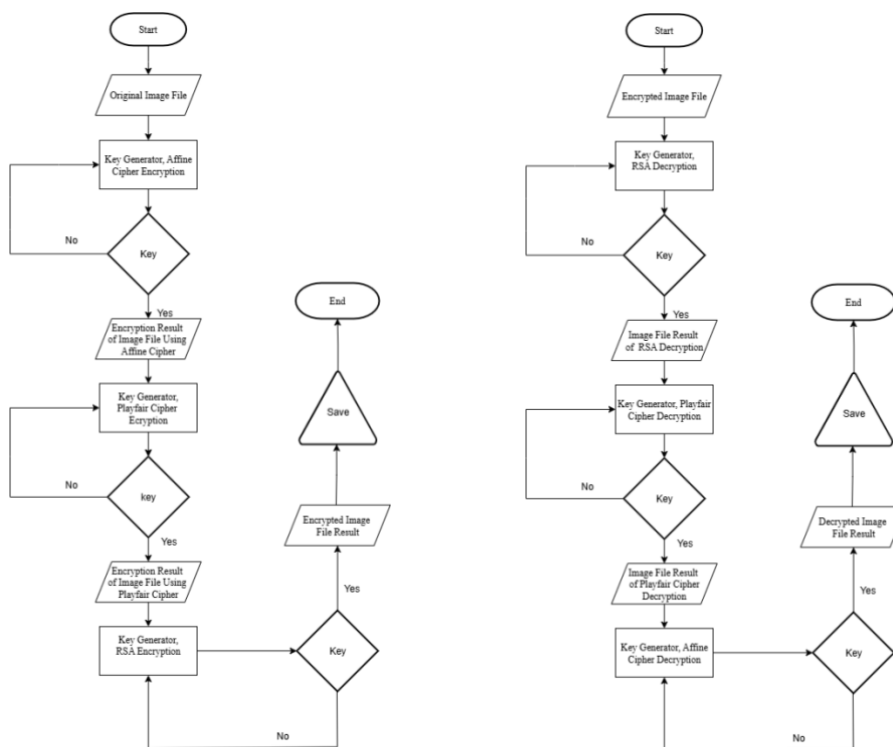 Start
Original Image File
Key Generator, Affine
Cipher Encryption
No
Key
Yes
Encryption Result
of Image File Using
Affine Cipher
Key Generator,
Playfair Cipher
Ecryption
No
key
Yes
Encryption Result
of Image File Using
Playfair Cipher
Key Generator,
RSA Encryption
Key
No
Yes
Encrypted Image
File Result
Save
End
Start
Encrypted Image File
Key Generator,
RSA Decryption
No
Key
Yes
Image File Result
of RSA Decryption
Key Generator, Playfair
Cipher Decryption
No
Key
Yes
Image File Result
of Playfair Cipher
Decryption
Key Generator, Affine
Cipher Decryption
Key
No
Yes
Decrypted Image
File Result
Save
End